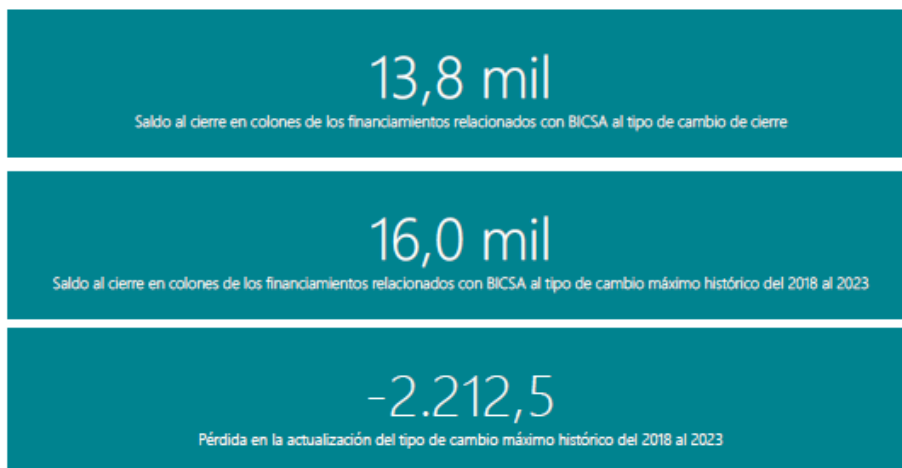 13,8 mil
Saldo al cierre en colones de los financiamientos relacionados con BICSA al tipo de cambio de cierre
16,0 mil
Saldo al cierre en colones de los financiamientos relacionados con BICSA al tipo de cambio máximo histórico del 2018 al 2023
-2.212,5
Pérdida en la actualización del tipo de cambio máximo histórico del 2018 al 2023